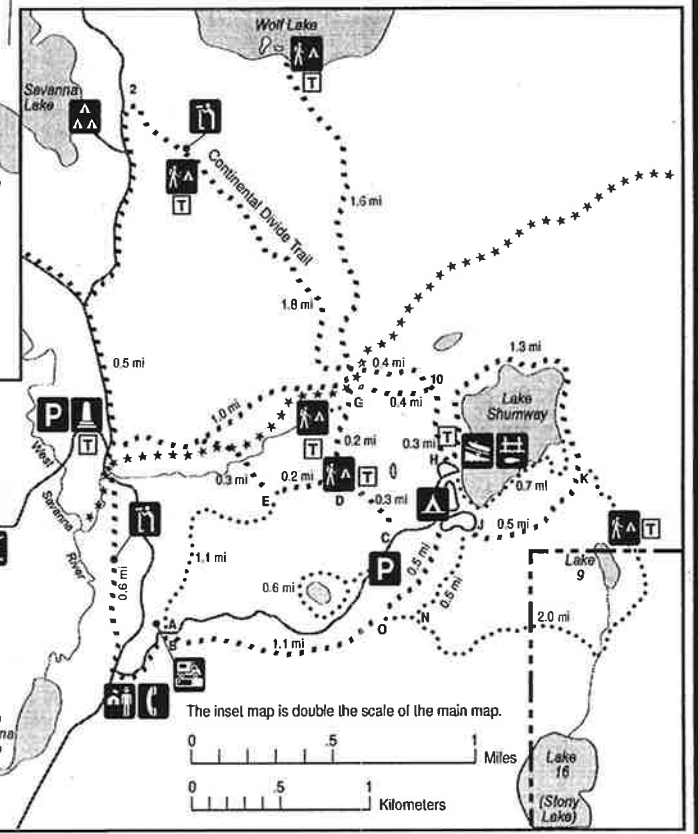 Wolf Lake
T
Savanna
Lake
2
T
Continental Divide Trail
1.6 mi
1.8 mi
0.5 mi
1.3 mi
0.4 mi
10
G
0.4 mi
Lake
Shumway
1.0 mi
P
T
T
0.2 mi
0.3 mi
T
H
West
Savanna
River
0.3 mi
E
0.2 mi
D
T
0.3 mi
0.7 mi
K
C
J
0.5 mi
T
1.1 mi
P
0.5 mi
Lake
9
0.6 mi
0.6 mi
0.5 mi
A
B
1.1 mi
O
N
2.0 mi
The inset map is double the scale of the main map.
0 .5 1
Miles
0 .5 1
Kilometers
Lake
16
(Stony
Lake)
na